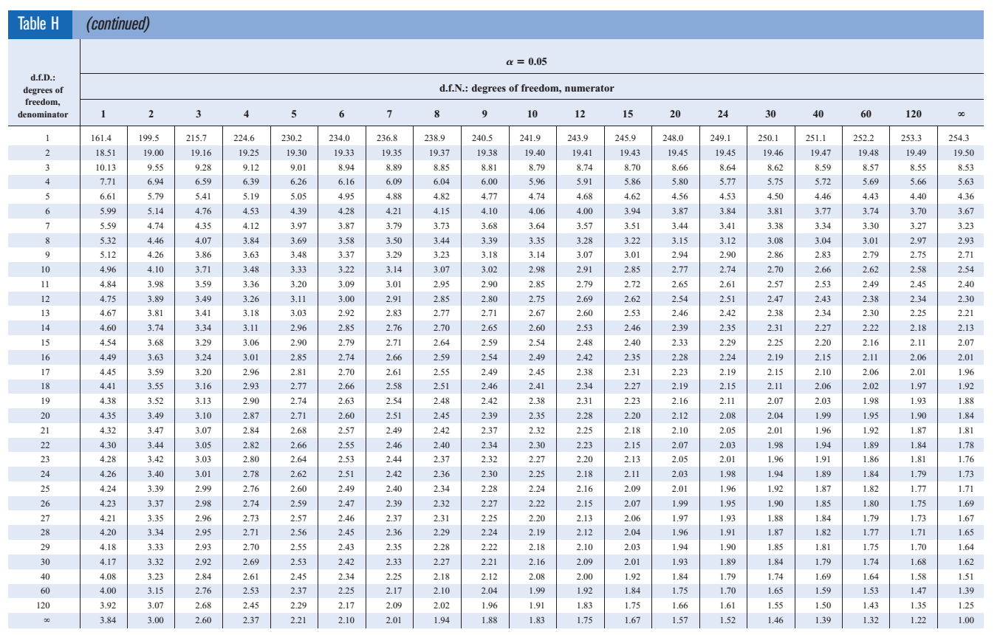 Table H (continued)
α = 0.05
d.f.D.:
degrees of
freedom,
denominator
d.f.N.: degrees of freedom, numerator
1 2 3 4 5 6 7 8 9 10 12 15 20 24 30 40 60 120 ∞
1 161.4 199.5 215.7 224.6 230.2 234.0 236.8 238.9 240.5 241.9 243.9 245.9 248.0 249.1 250.1 251.1 252.2 253.3 254.3
2 18.51 19.00 19.16 19.25 19.30 19.33 19.35 19.37 19.38 19.40 19.41 19.43 19.45 19.45 19.46 19.47 19.48 19.49 19.50
3 10.13 9.55 9.28 9.12 9.01 8.94 8.89 8.85 8.81 8.79 8.74 8.70 8.66 8.64 8.62 8.59 8.57 8.55 8.53
4 7.71 6.94 6.59 6.39 6.26 6.16 6.09 6.04 6.00 5.96 5.91 5.86 5.80 5.77 5.75 5.72 5.69 5.66 5.63
5 6.61 5.79 5.41 5.19 5.05 4.95 4.88 4.82 4.77 4.74 4.68 4.62 4.56 4.53 4.50 4.46 4.43 4.40 4.36
6 5.99 5.14 4.76 4.53 4.39 4.28 4.21 4.15 4.10 4.06 4.00 3.94 3.87 3.84 3.81 3.77 3.74 3.70 3.67
7 5.59 4.74 4.35 4.12 3.97 3.87 3.79 3.73 3.68 3.64 3.57 3.51 3.44 3.41 3.38 3.34 3.30 3.27 3.23
8 5.32 4.46 4.07 3.84 3.69 3.58 3.50 3.44 3.39 3.35 3.28 3.22 3.15 3.12 3.08 3.04 3.01 2.97 2.93
9 5.12 4.26 3.86 3.63 3.48 3.37 3.29 3.23 3.18 3.14 3.07 3.01 2.94 2.90 2.86 2.83 2.79 2.75 2.71
10 4.96 4.10 3.71 3.48 3.33 3.22 3.14 3.07 3.02 2.98 2.91 2.85 2.77 2.74 2.70 2.66 2.62 2.58 2.54
11 4.84 3.98 3.59 3.36 3.20 3.09 3.01 2.95 2.90 2.85 2.79 2.72 2.65 2.61 2.57 2.53 2.49 2.45 2.40
12 4.75 3.89 3.49 3.26 3.11 3.00 2.91 2.85 2.80 2.75 2.69 2.62 2.54 2.51 2.47 2.43 2.38 2.34 2.30
13 4.67 3.81 3.41 3.18 3.03 2.92 2.83 2.77 2.71 2.67 2.60 2.53 2.46 2.42 2.38 2.34 2.30 2.25 2.21
14 4.60 3.74 3.34 3.11 2.96 2.85 2.76 2.70 2.65 2.60 2.53 2.46 2.39 2.35 2.31 2.27 2.22 2.18 2.13
15 4.54 3.68 3.29 3.06 2.90 2.79 2.71 2.64 2.59 2.54 2.48 2.40 2.33 2.29 2.25 2.20 2.16 2.11 2.07
16 4.49 3.63 3.24 3.01 2.85 2.74 2.66 2.59 2.54 2.49 2.42 2.35 2.28 2.24 2.19 2.15 2.11 2.06 2.01
17 4.45 3.59 3.20 2.96 2.81 2.70 2.61 2.55 2.49 2.45 2.38 2.31 2.23 2.19 2.15 2.10 2.06 2.01 1.96
18 4.41 3.55 3.16 2.93 2.77 2.66 2.58 2.51 2.46 2.41 2.34 2.27 2.19 2.15 2.11 2.06 2.02 1.97 1.92
19 4.38 3.52 3.13 2.90 2.74 2.63 2.54 2.48 2.42 2.38 2.31 2.23 2.16 2.11 2.07 2.03 1.98 1.93 1.88
20 4.35 3.49 3.10 2.87 2.71 2.60 2.51 2.45 2.39 2.35 2.28 2.20 2.12 2.08 2.04 1.99 1.95 1.90 1.84
21 4.32 3.47 3.07 2.84 2.68 2.57 2.49 2.42 2.37 2.32 2.25 2.18 2.10 2.05 2.01 1.96 1.92 1.87 1.81
22 4.30 3.44 3.05 2.82 2.66 2.55 2.46 2.40 2.34 2.30 2.23 2.15 2.07 2.03 1.98 1.94 1.89 1.84 1.78
23 4.28 3.42 3.03 2.80 2.64 2.53 2.44 2.37 2.32 2.27 2.20 2.13 2.05 2.01 1.96 1.91 1.86 1.81 1.76
24 4.26 3.40 3.01 2.78 2.62 2.51 2.42 2.36 2.30 2.25 2.18 2.11 2.03 1.98 1.94 1.89 1.84 1.79 1.73
25 4.24 3.39 2.99 2.76 2.60 2.49 2.40 2.34 2.28 2.24 2.16 2.09 2.01 1.96 1.92 1.87 1.82 1.77 1.71
26 4.23 3.37 2.98 2.74 2.59 2.47 2.39 2.32 2.27 2.22 2.15 2.07 1.99 1.95 1.90 1.85 1.80 1.75 1.69
27 4.21 3.35 2.96 2.73 2.57 2.46 2.37 2.31 2.25 2.20 2.13 2.06 1.97 1.93 1.88 1.84 1.79 1.73 1.67
28 4.20 3.34 2.95 2.71 2.56 2.45 2.36 2.29 2.24 2.19 2.12 2.04 1.96 1.91 1.87 1.82 1.77 1.71 1.65
29 4.18 3.33 2.93 2.70 2.55 2.43 2.35 2.28 2.22 2.18 2.10 2.03 1.94 1.90 1.85 1.81 1.75 1.70 1.64
30 4.17 3.32 2.92 2.69 2.53 2.42 2.33 2.27 2.21 2.16 2.09 2.01 1.93 1.89 1.84 1.79 1.74 1.68 1.62
40 4.08 3.23 2.84 2.61 2.45 2.34 2.25 2.18 2.12 2.08 2.00 1.92 1.84 1.79 1.74 1.69 1.64 1.58 1.51
60 4.00 3.15 2.76 2.53 2.37 2.25 2.17 2.10 2.04 1.99 1.92 1.84 1.75 1.70 1.65 1.59 1.53 1.47 1.39
120 3.92 3.07 2.68 2.45 2.29 2.17 2.09 2.02 1.96 1.91 1.83 1.75 1.66 1.61 1.55 1.50 1.43 1.35 1.25
∞ 3.84 3.00 2.60 2.37 2.21 2.10 2.01 1.94 1.88 1.83 1.75 1.67 1.57 1.52 1.46 1.39 1.32 1.22 1.00